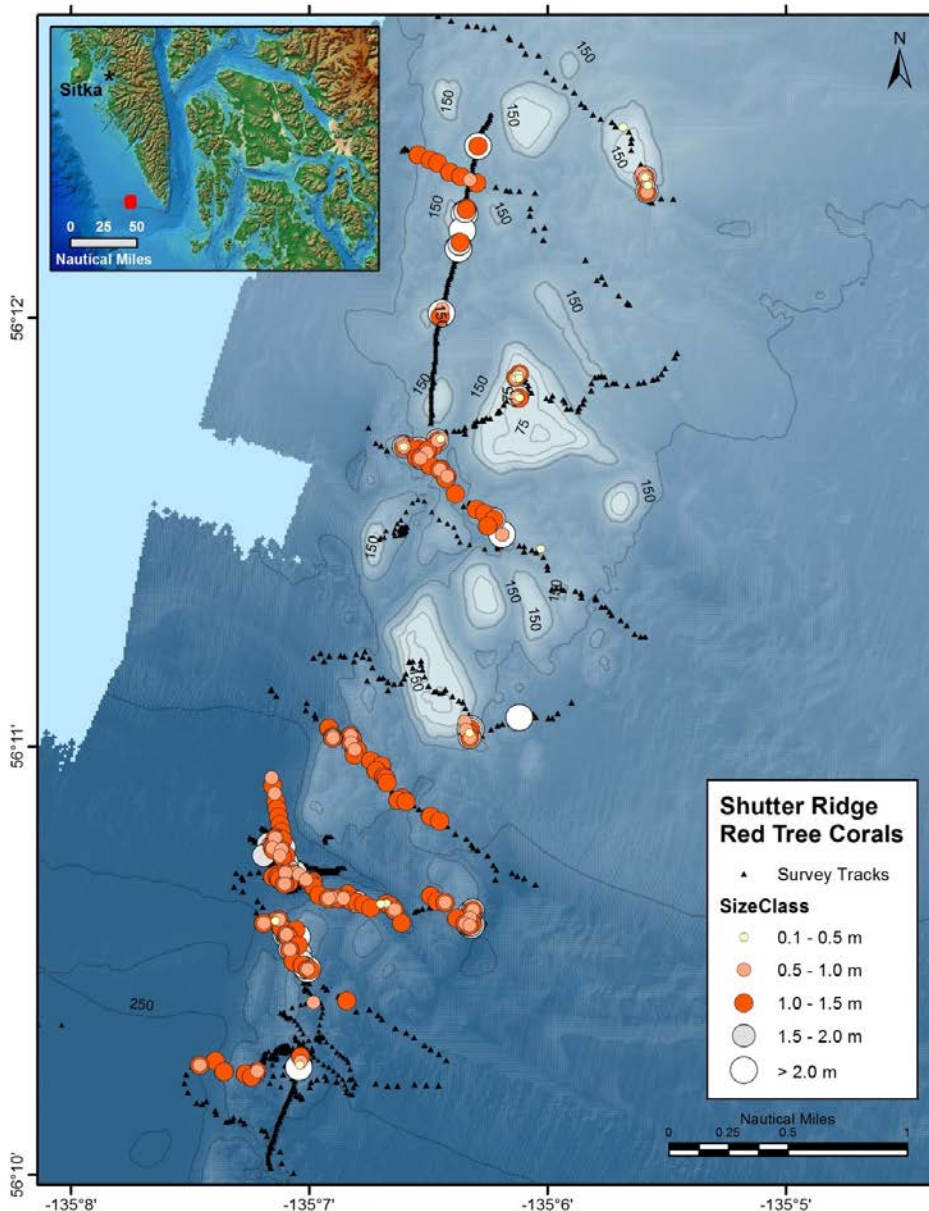 Sitka
*
0 25 50
Nautical Miles
N
150
150
150
150
150
150
150
150
150
75
75
150
150
150
150
150
150
250
56°12'
56°11'
56°10'
Shutter Ridge
Red Tree Corals
Survey Tracks
SizeClass
0.1 - 0.5 m
0.5 - 1.0 m
1.0 - 1.5 m
1.5 - 2.0 m
> 2.0 m
Nautical Miles
0 0.25 0.5 1
-135°8' -135°7' -135°6' -135°5'